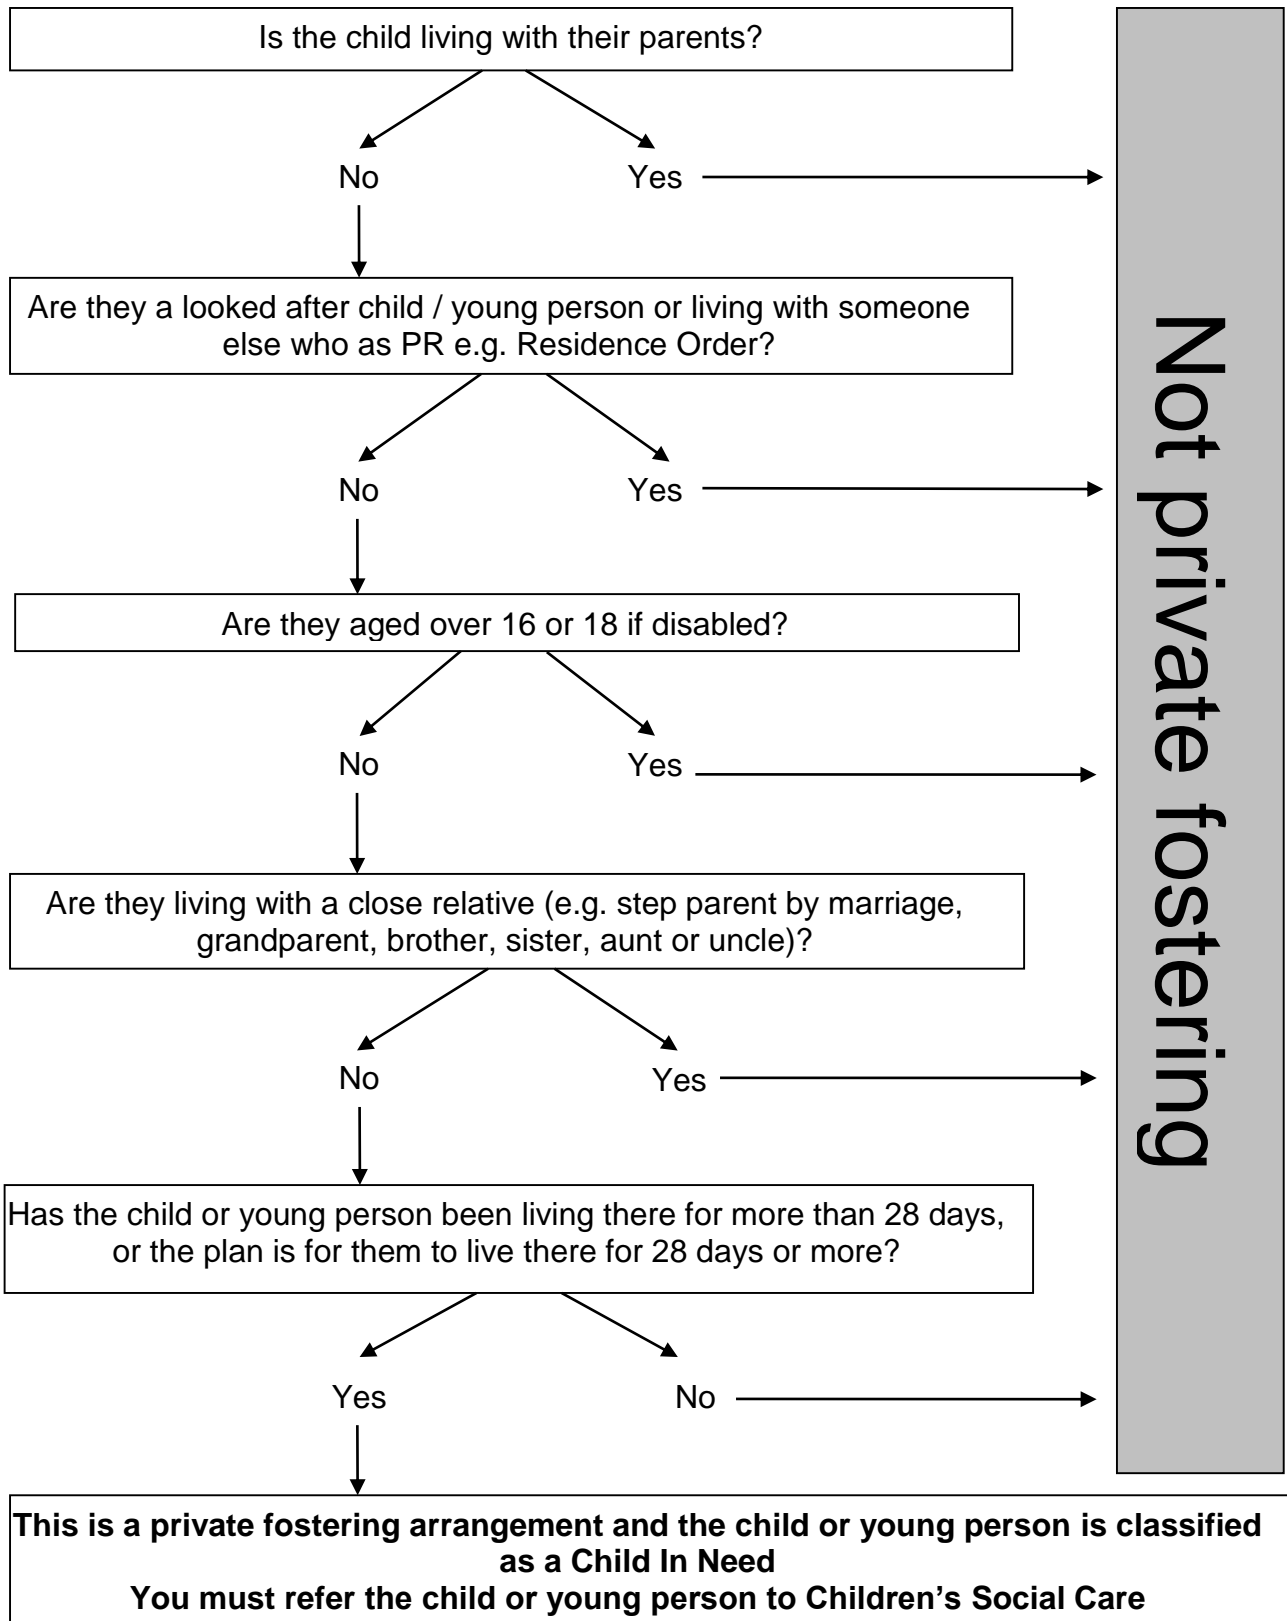 Is the child living with their parents?
No
Yes
Are they a looked after child / young person or living with someone
else who as PR e.g. Residence Order?
No
Yes
Are they aged over 16 or 18 if disabled?
No
Yes
Are they living with a close relative (e.g. step parent by marriage,
grandparent, brother, sister, aunt or uncle)?
No
Yes
Has the child or young person been living there for more than 28 days,
or the plan is for them to live there for 28 days or more?
Yes
No
Not private fostering
This is a private fostering arrangement and the child or young person is classified
as a Child In Need
You must refer the child or young person to Children's Social Care